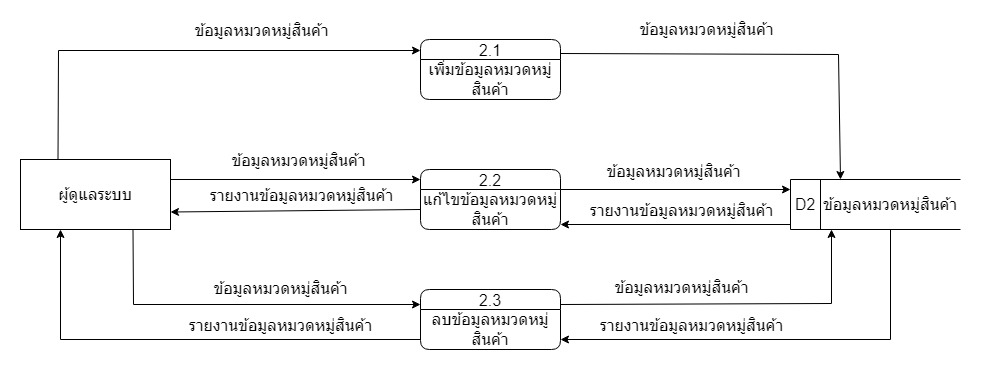 ข้อมูลหมวดหมู่สินค้า
ข้อมูลหมวดหมู่สินค้า
2.1
เพิ่มข้อมูลหมวดหมู่
สินค้า
ผู้ดูแลระบบ
ข้อมูลหมวดหมู่สินค้า
รายงานข้อมูลหมวดหมู่สินค้า
2.2
แก้ไขข้อมูลหมวดหมู่
สินค้า
ข้อมูลหมวดหมู่สินค้า
รายงานข้อมูลหมวดหมู่สินค้า
D2 ข้อมูลหมวดหมู่สินค้า
ข้อมูลหมวดหมู่สินค้า
รายงานข้อมูลหมวดหมู่สินค้า
2.3
ลบข้อมูลหมวดหมู่
สินค้า
ข้อมูลหมวดหมู่สินค้า
รายงานข้อมูลหมวดหมู่สินค้า